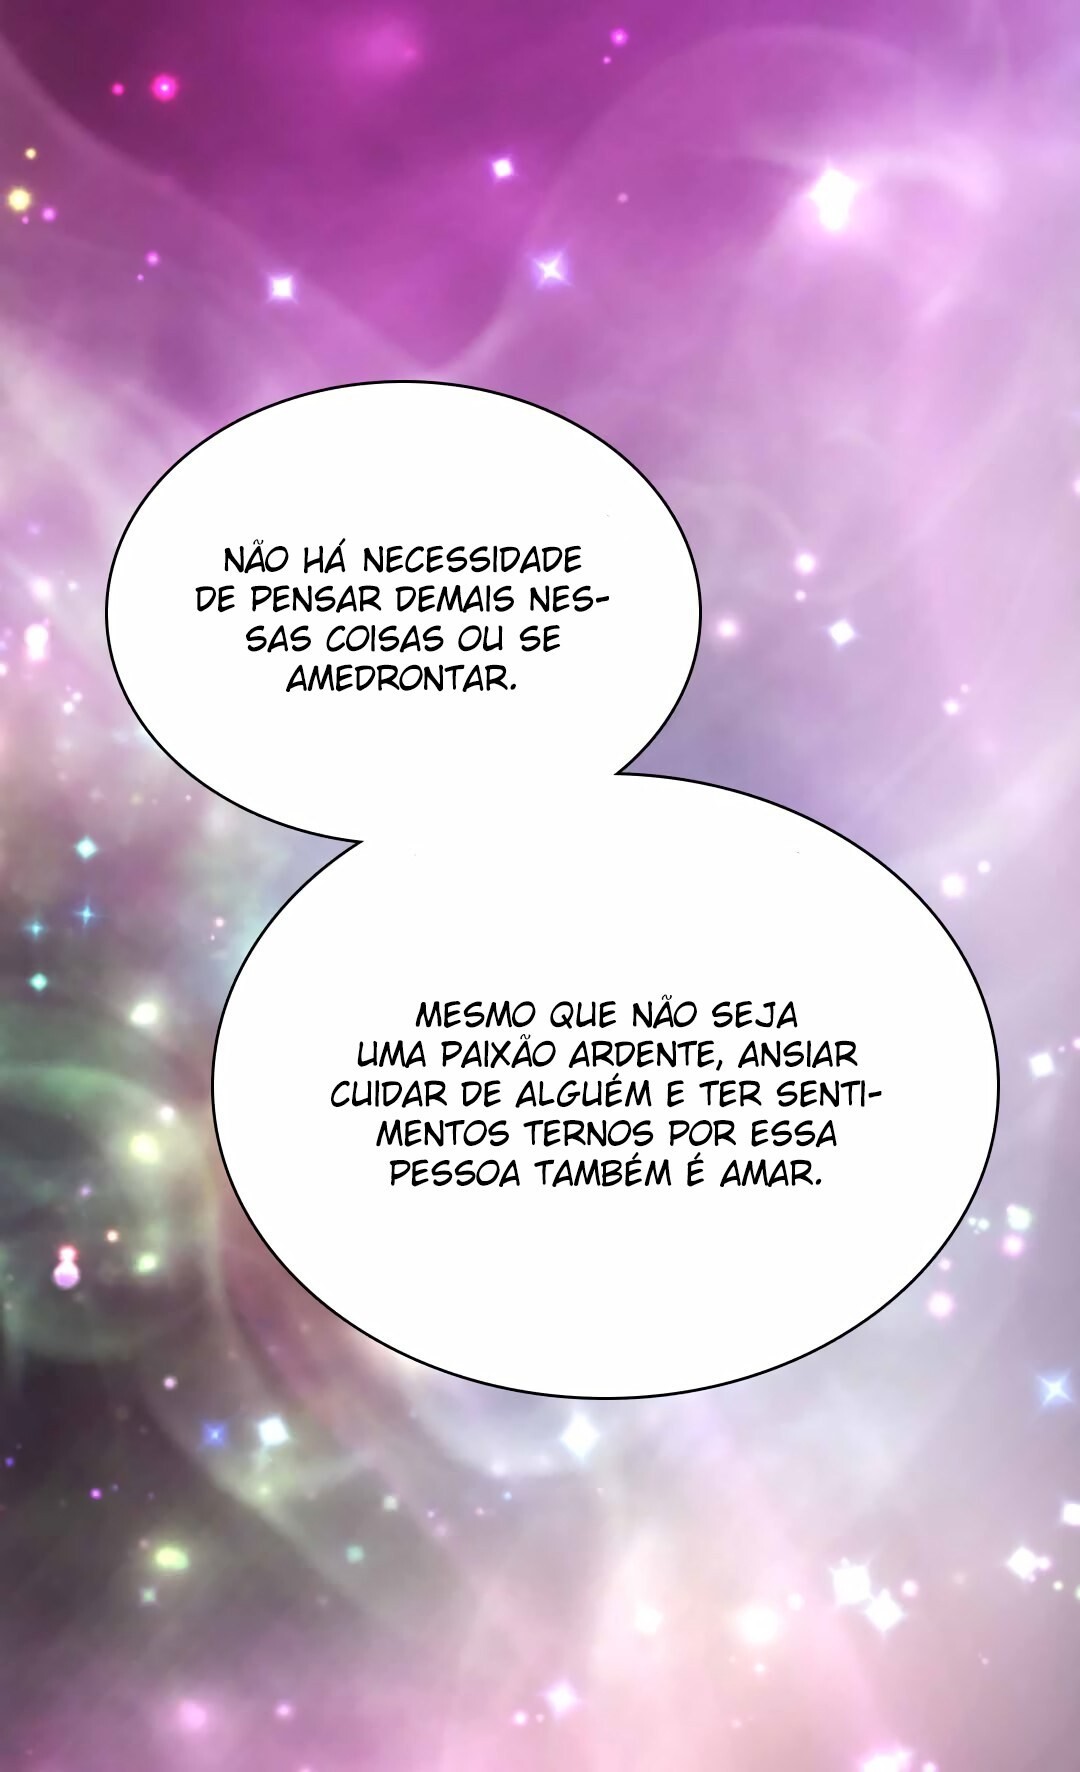 NÃO HÁ NECESSIDADE
DE PENSAR DEMAIS NES-
SAS COISAS OU SE
AMEDRONTAR.
MESMO QUE NÃO SEJA
UMA PAIXÃO ARDENTE, ANSIAR
CUIDAR DE ALGUÉM E TER SENTI-
MENTOS TERNOS POR ESSA
PESSOA TAMBÉM É AMAR.